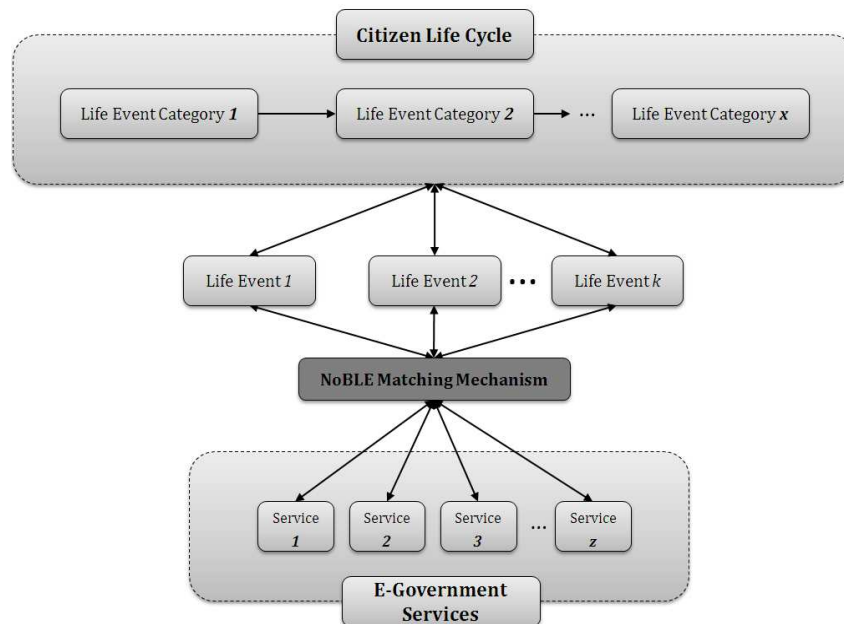 Citizen Life Cycle
Life Event Category 1
Life Event Category 2
...
Life Event Category x
Life Event 1
Life Event 2
...
Life Event k
NoBLE Matching Mechanism
Service
1
Service
2
Service
3
...
Service
z
E-Government
Services